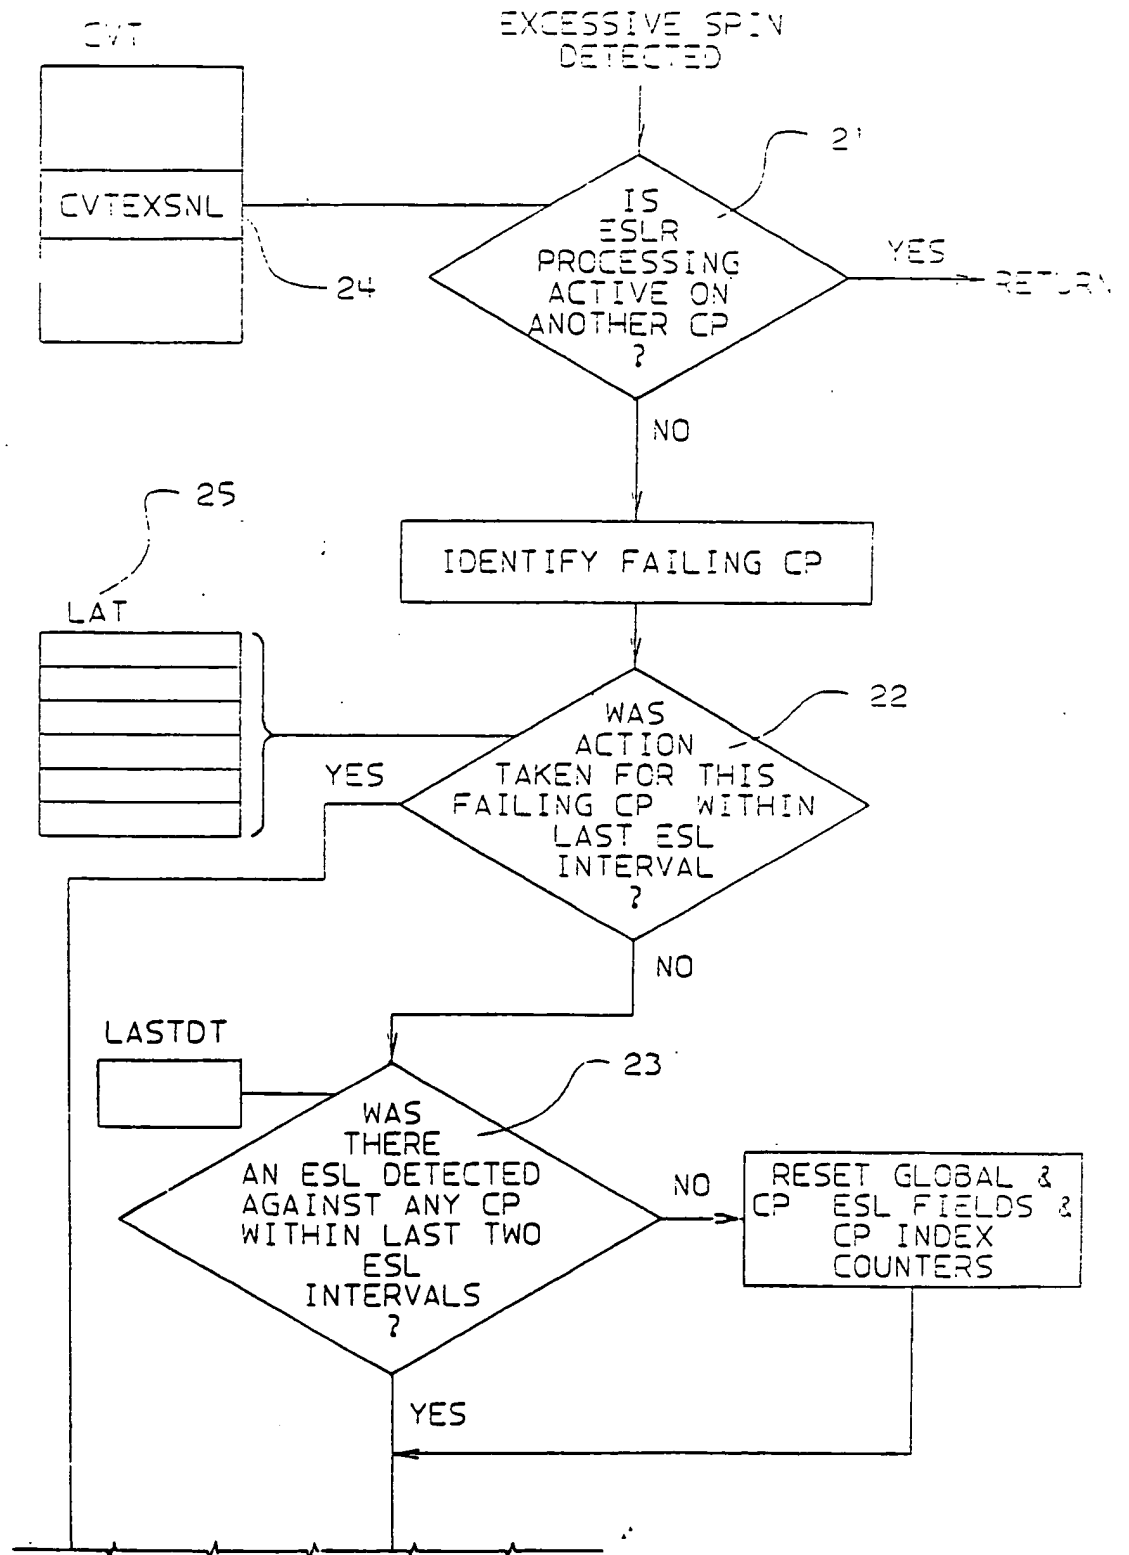 CVT
EXCESSIVE SPIN
DETECTED
21
CVTEXSNL
24
IS
ESLR
PROCESSING
ACTIVE ON
ANOTHER CP
?
YES
RETURN
NO
25
IDENTIFY FAILING CP
LAT
22
WAS
ACTION
TAKEN FOR THIS
FAILING CP WITHIN
LAST ESL
INTERVAL
?
YES
NO
LASTDT
23
WAS
THERE
AN ESL DETECTED
AGAINST ANY CP
WITHIN LAST TWO
ESL
INTERVALS
?
NO
RESET GLOBAL &
CP ESL FIELDS &
CP INDEX
COUNTERS
YES